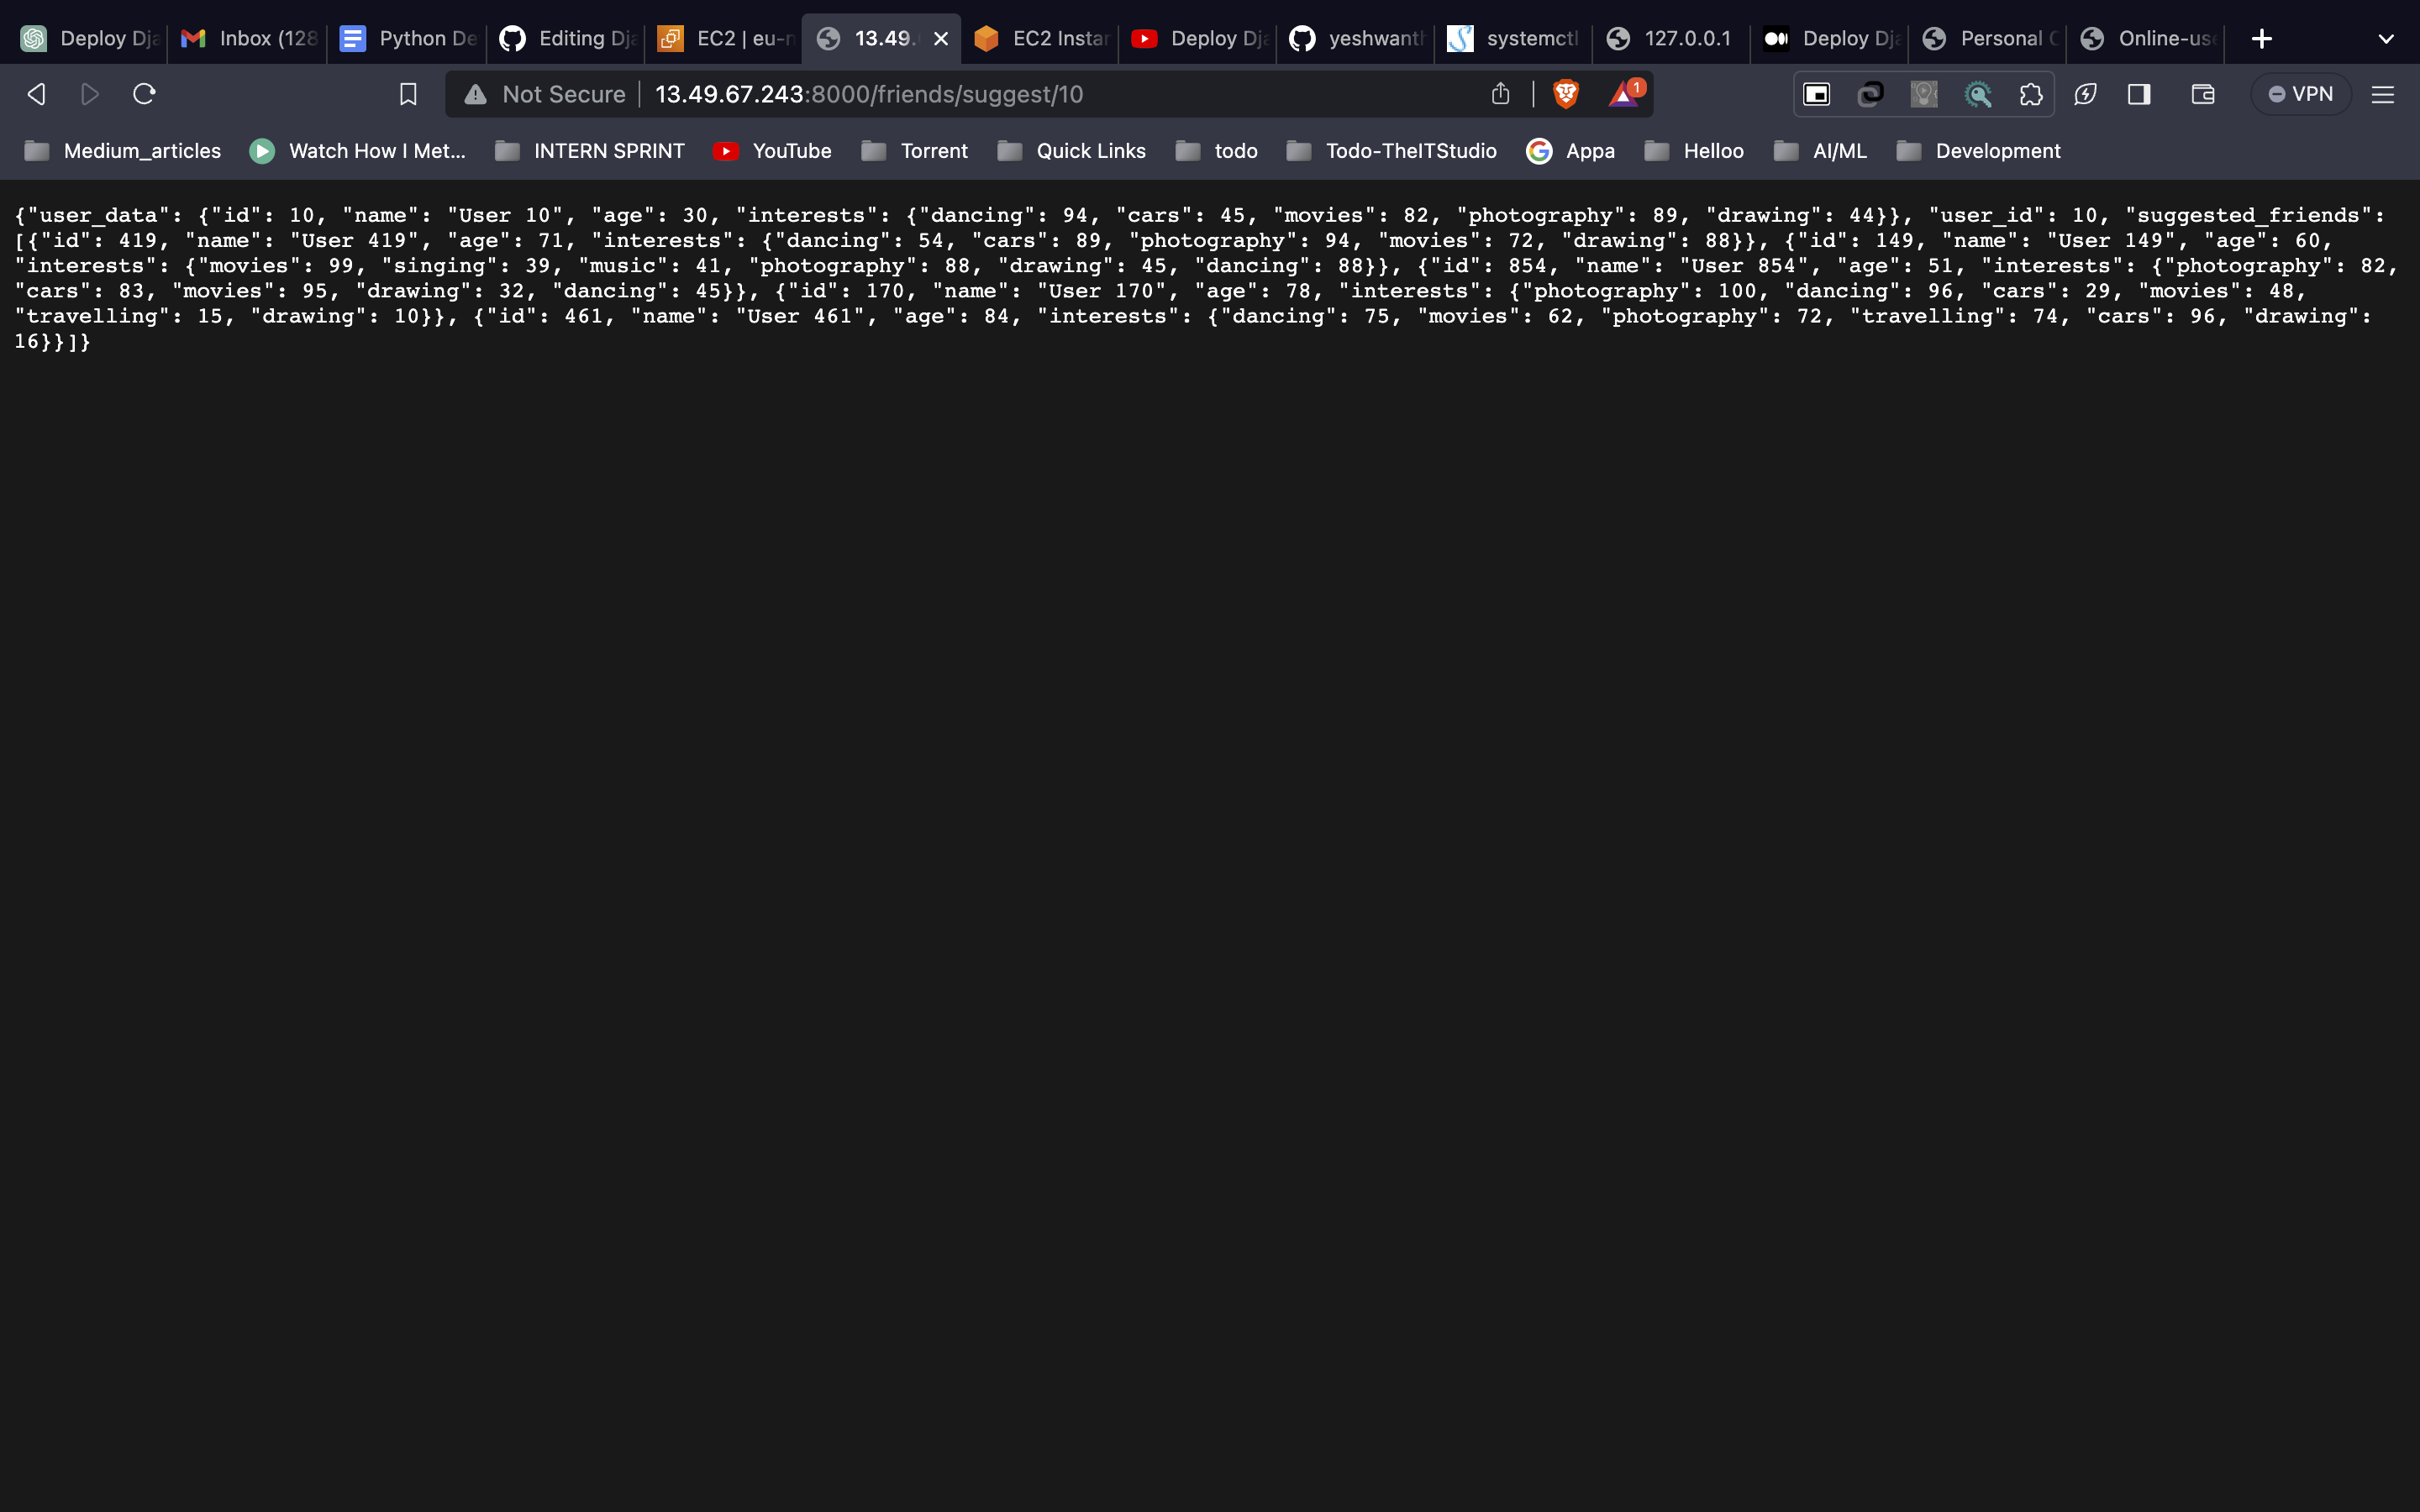 Deploy Dja Inbox (128 Python De Editing Dja EC2 | eu-n 13.49. EC2 Instar Deploy Dja yeshwanth systemctl 127.0.0.1 Deploy Dja Personal C Online-use
Not Secure 13.49.67.243:8000/friends/suggest/10 1 VPN
Medium_articles Watch How I Met... INTERN SPRINT YouTube Torrent Quick Links todo Todo-TheITStudio Appa Helloo AI/ML Development
{"user_data": {"id": 10, "name": "User 10", "age": 30, "interests": {"dancing": 94, "cars": 45, "movies": 82, "photography": 89, "drawing": 44}}, "user_id": 10, "suggested_friends":
[{"id": 419, "name": "User 419", "age": 71, "interests": {"dancing": 54, "cars": 89, "photography": 94, "movies": 72, "drawing": 88}}, {"id": 149, "name": "User 149", "age": 60,
"interests": {"movies": 99, "singing": 39, "music": 41, "photography": 88, "drawing": 45, "dancing": 88}}, {"id": 854, "name": "User 854", "age": 51, "interests": {"photography": 82,
"cars": 83, "movies": 95, "drawing": 32, "dancing": 45}}, {"id": 170, "name": "User 170", "age": 78, "interests": {"photography": 100, "dancing": 96, "cars": 29, "movies": 48,
"travelling": 15, "drawing": 10}}, {"id": 461, "name": "User 461", "age": 84, "interests": {"dancing": 75, "movies": 62, "photography": 72, "travelling": 74, "cars": 96, "drawing":
16}}]}